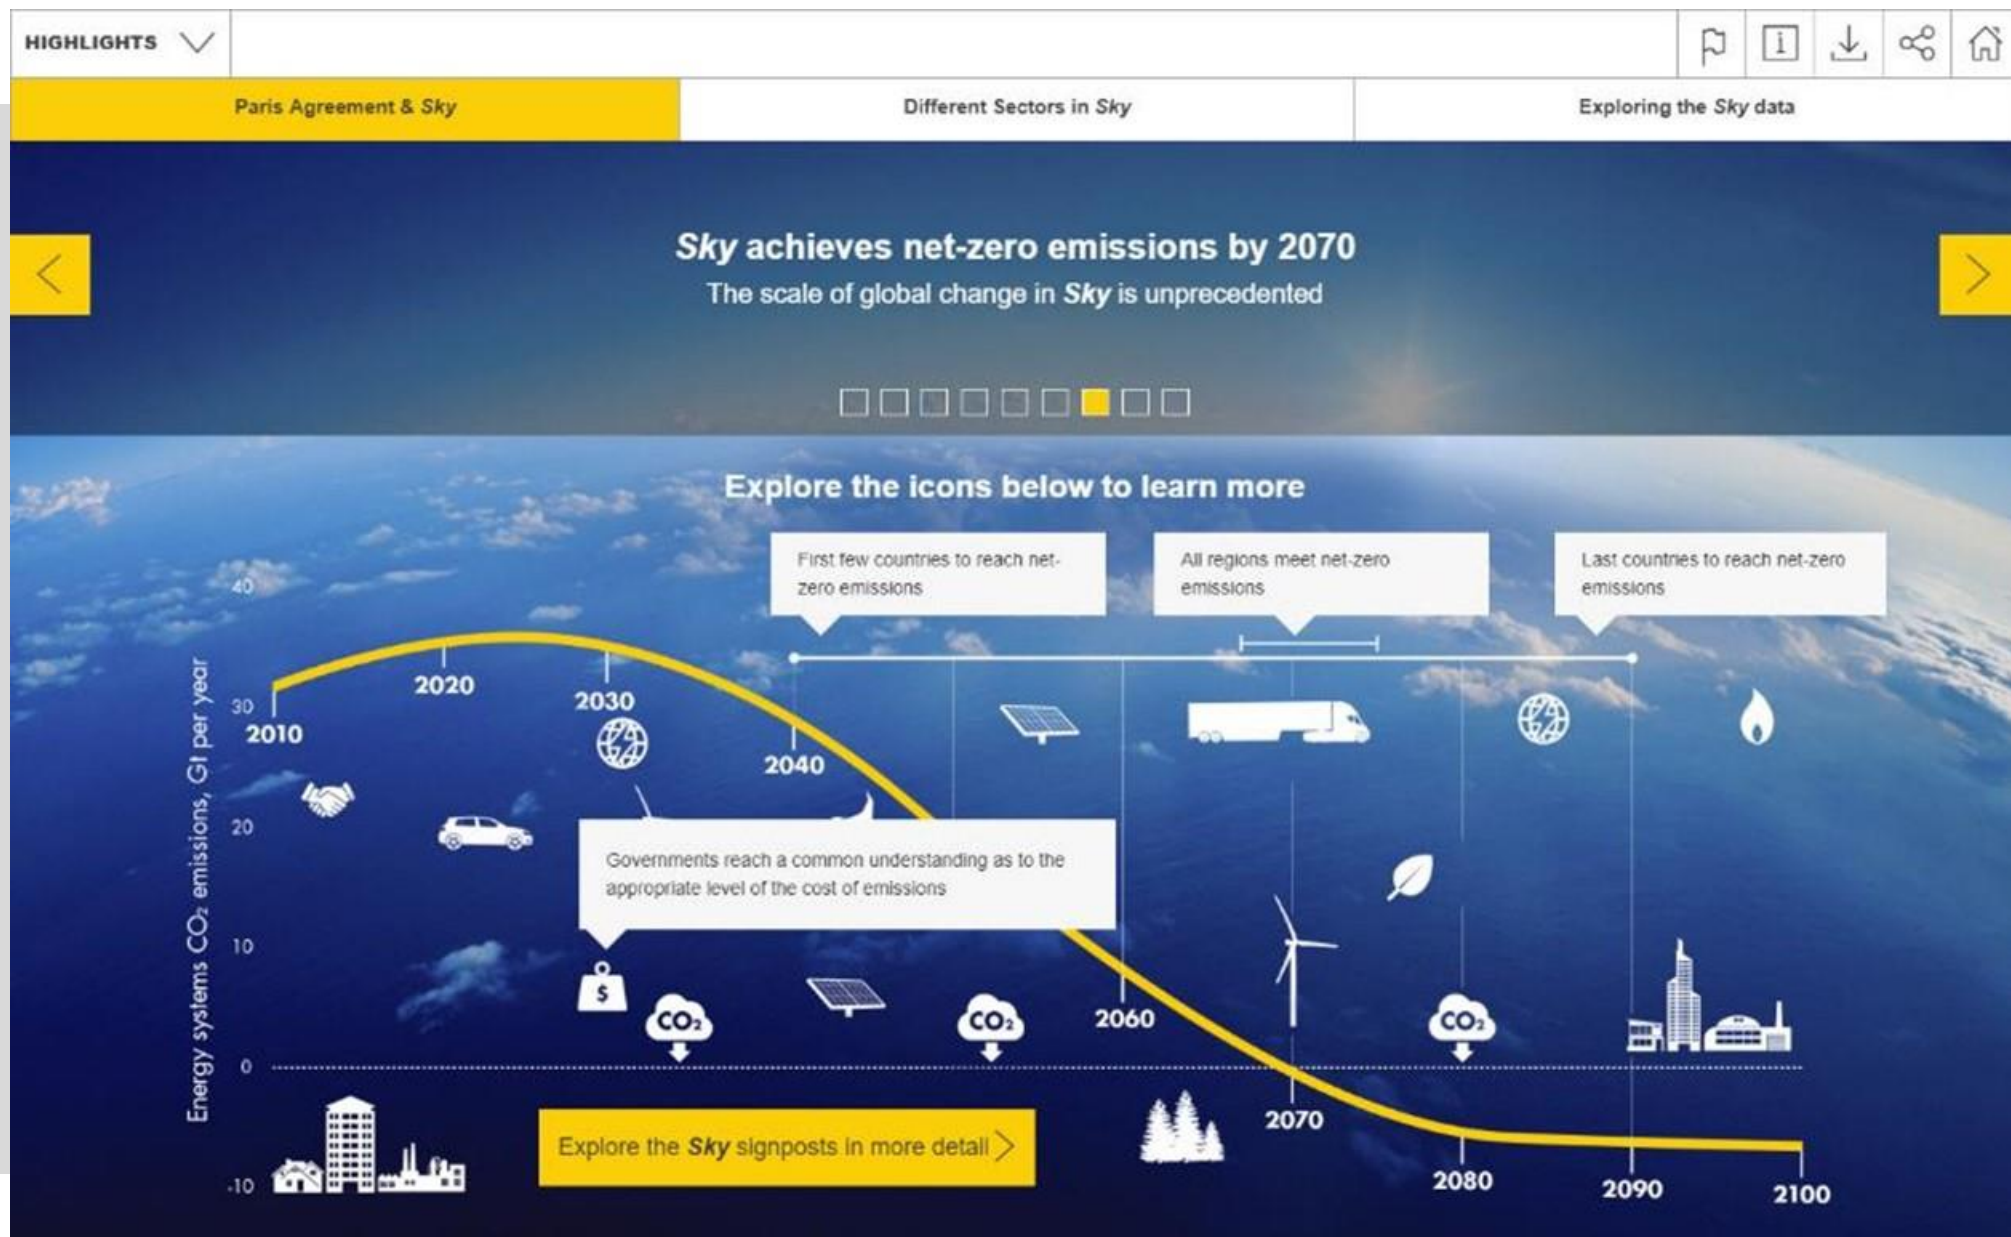 HIGHLIGHTS
Paris Agreement & Sky
Different Sectors in Sky
Exploring the Sky data
Sky achieves net-zero emissions by 2070
The scale of global change in Sky is unprecedented
Explore the icons below to learn more
First few countries to reach net-
zero emissions
All regions meet net-zero
emissions
Last countries to reach net-zero
emissions
Energy systems CO₂ emissions, Gt per year
40
30
20
10
0
-10
2010
2020
2030
2040
Governments reach a common understanding as to the
appropriate level of the cost of emissions
$
CO₂
CO₂
2060
CO₂
2070
2080
2090
2100
Explore the Sky signposts in more detail